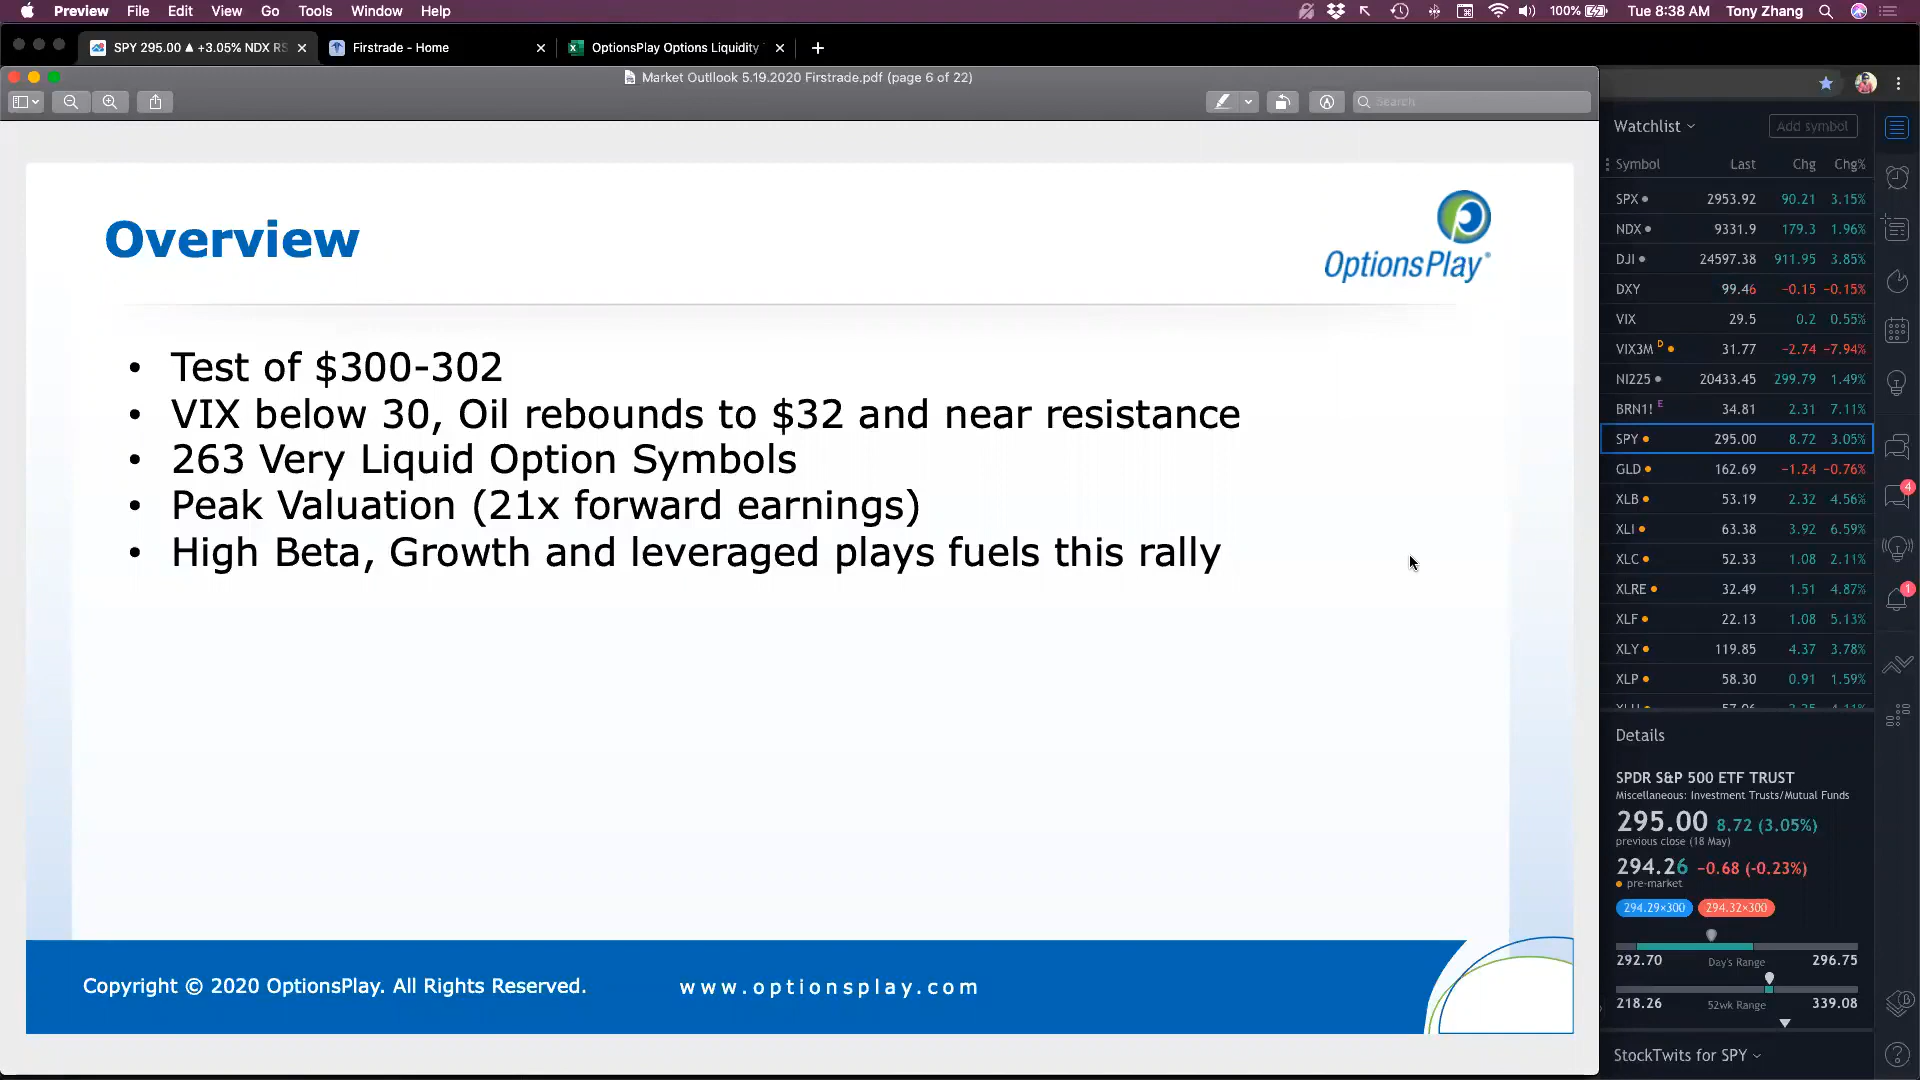 Preview File Edit View Go Tools Window Help 100% Tue 8:38 AM Tony Zhang
SPY 295.00 ▲ +3.05% NDX RS
Firstrade - Home
OptionsPlay Options Liquidity
Market Outllook 5.19.2020 Firstrade.pdf (page 6 of 22)
Search
Overview
OptionsPlay
• Test of $300-302
• VIX below 30, Oil rebounds to $32 and near resistance
• 263 Very Liquid Option Symbols
• Peak Valuation (21x forward earnings)
• High Beta, Growth and leveraged plays fuels this rally
Copyright © 2020 OptionsPlay. All Rights Reserved.
www.optionsplay.com
Watchlist Add symbol
Symbol Last Chg Chg%
SPX 2953.92 90.21 3.15%
NDX 9331.9 179.3 1.96%
DJI 24597.38 911.95 3.85%
DXY 99.46 −0.15 −0.15%
VIX 29.5 0.2 0.55%
VIX3M D 31.77 −2.74 −7.94%
NI225 20433.45 299.79 1.49%
BRN1! E 34.81 2.31 7.11%
SPY 295.00 8.72 3.05%
GLD 162.69 −1.24 −0.76%
XLB 53.19 2.32 4.56%
XLI 63.38 3.92 6.59%
XLC 52.33 1.08 2.11%
XLRE 32.49 1.51 4.87%
XLF 22.13 1.08 5.13%
XLY 119.85 4.37 3.78%
XLP 58.30 0.91 1.59%
4
1
Details
SPDR S&P 500 ETF TRUST
Miscellaneous: Investment Trusts/Mutual Funds
295.00 8.72 (3.05%)
previous close (18 May)
294.26 −0.68 (-0.23%)
pre-market
294.29×300 294.32×300
292.70 Day's Range 296.75
218.26 52wk Range 339.08
StockTwits for SPY